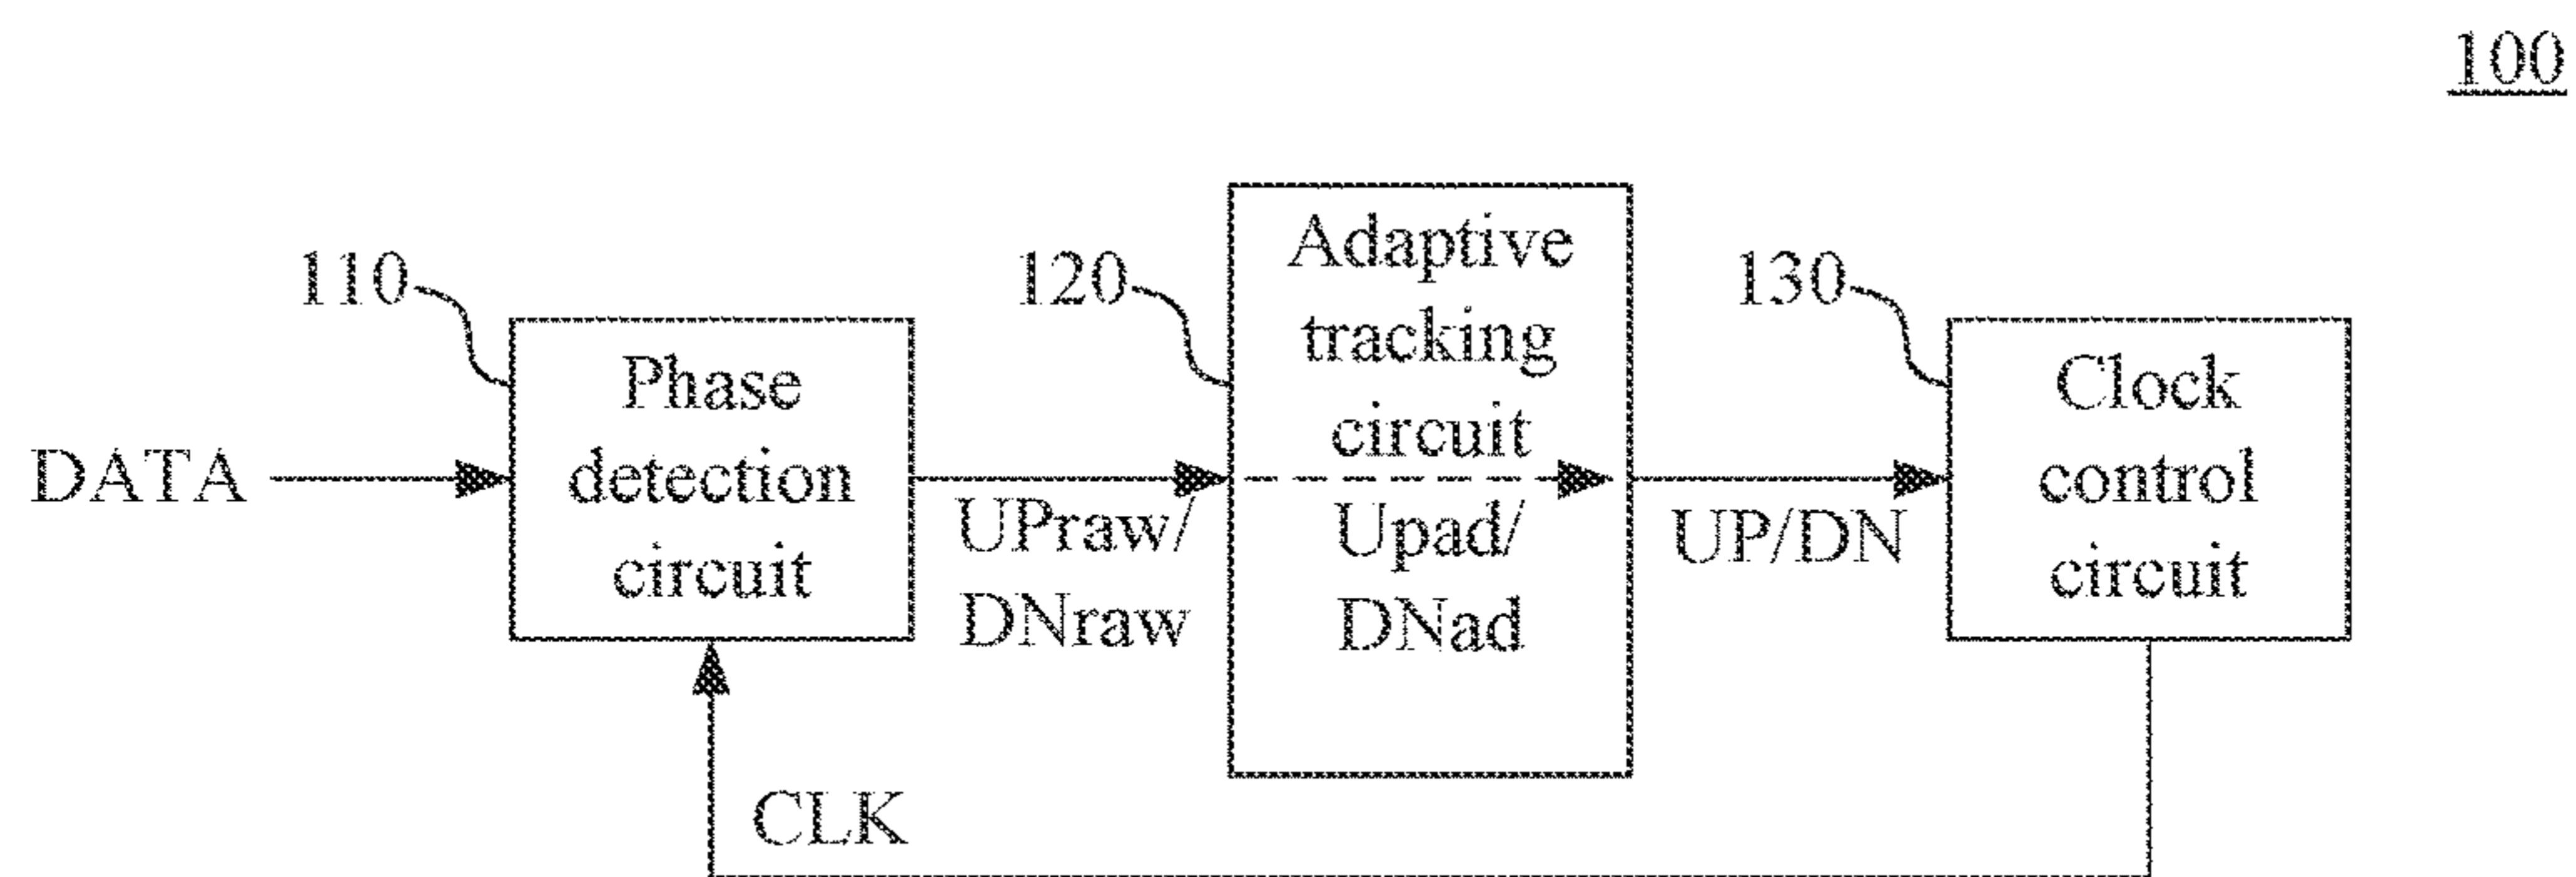 100
110
120
130
DATA
Phase
detection
circuit
UPraw/
DNraw
Adaptive
tracking
circuit
Upad/
DNad
UP/DN
Clock
control
circuit
CLK